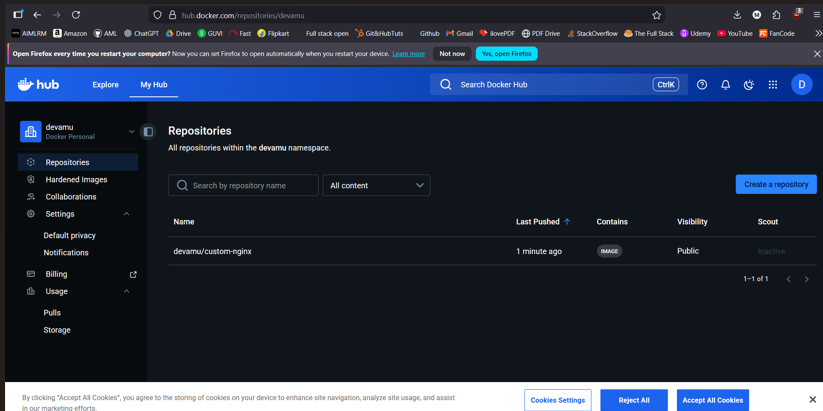 hub.docker.com/repositories/devamu
3
AIMLRM Amazon AML ChatGPT Drive GUVI Fast Flipkart Full stack open Git&HubTuts Github Gmail ilovePDF PDF Drive StackOverflow The Full Stack Udemy YouTube FanCode
Open Firefox every time you restart your computer? Now you can set Firefox to open automatically when you restart your device. Learn more Not now Yes, open Firefox
hub Explore My Hub Search Docker Hub CtrlK D
devamu
Docker Personal
Repositories
Hardened Images
Collaborations
Settings
Default privacy
Notifications
Billing
Usage
Pulls
Storage
Repositories
All repositories within the devamu namespace.
Search by repository name All content Create a repository
Name Last Pushed Contains Visibility Scout
devamu/custom-nginx 1 minute ago IMAGE Public Inactive
1–1 of 1
By clicking “Accept All Cookies”, you agree to the storing of cookies on your device to enhance site navigation, analyze site usage, and assist
in our marketing efforts.
Cookies Settings Reject All Accept All Cookies